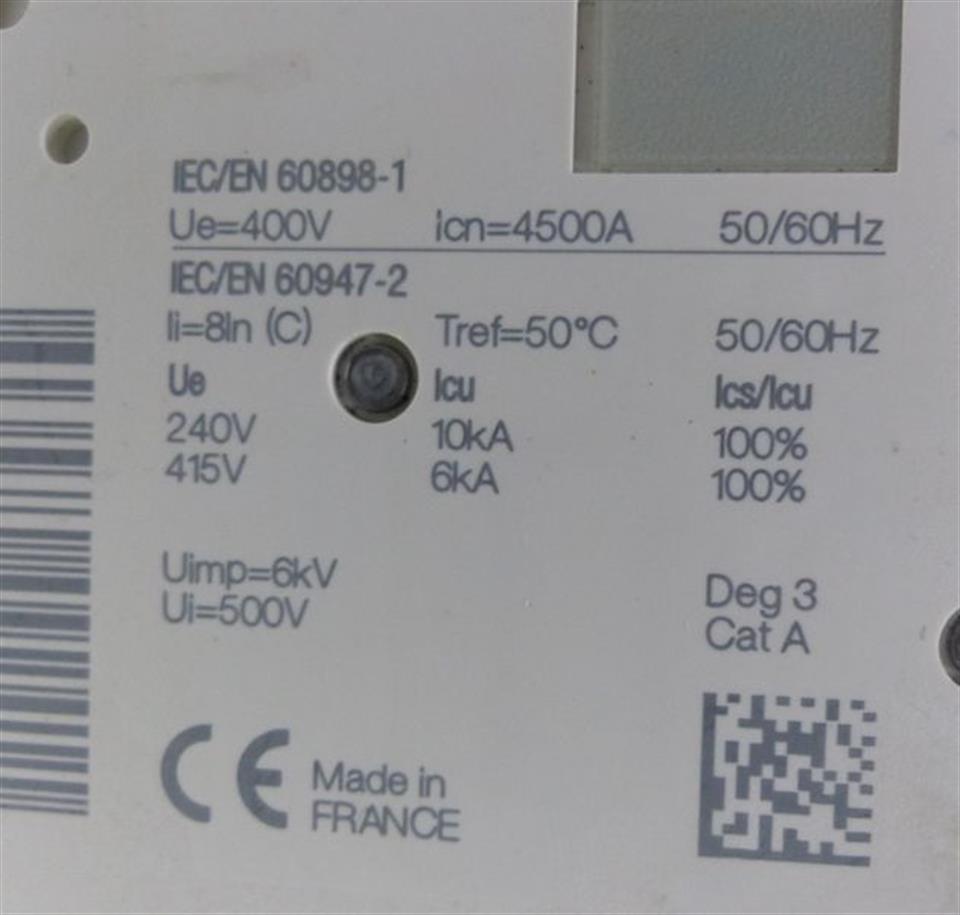 IEC/EN 60898-1
Ue=400V icn=4500A 50/60Hz
IEC/EN 60947-2
Ii=8In (C) Tref=50°C 50/60Hz
Ue Icu Ics/Icu
240V 10kA 100%
415V 6kA 100%
Uimp=6kV
Ui=500V
Deg 3
Cat A
CE
Made in
FRANCE